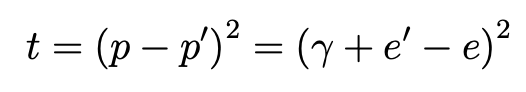 t = (p − p′)² = (γ + e′ − e)²